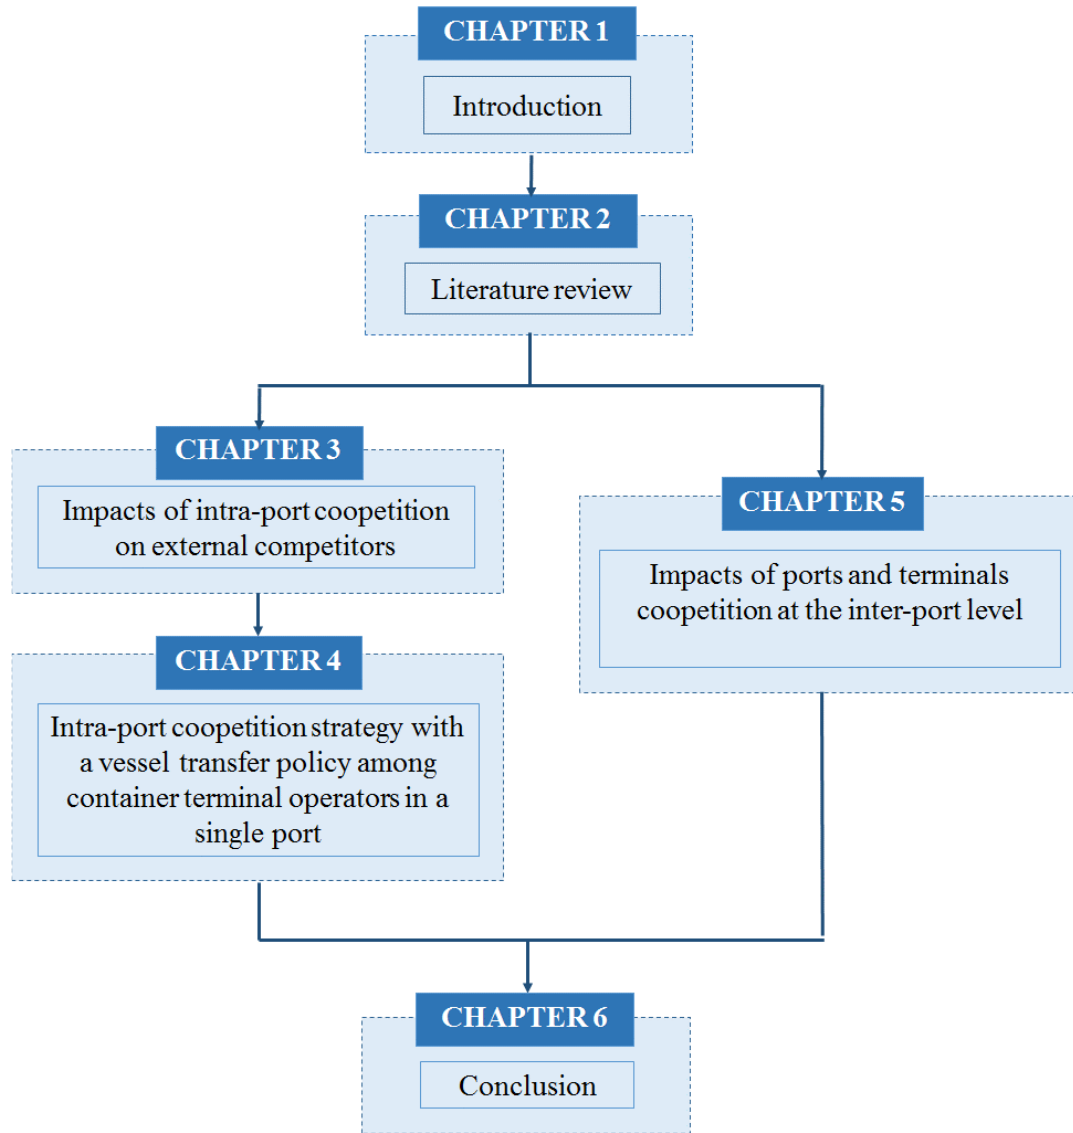 CHAPTER 1
Introduction
CHAPTER 2
Literature review
CHAPTER 3
Impacts of intra-port coopetition
on external competitors
CHAPTER 4
Intra-port coopetition strategy with
a vessel transfer policy among
container terminal operators in a
single port
CHAPTER 5
Impacts of ports and terminals
coopetition at the inter-port level
CHAPTER 6
Conclusion